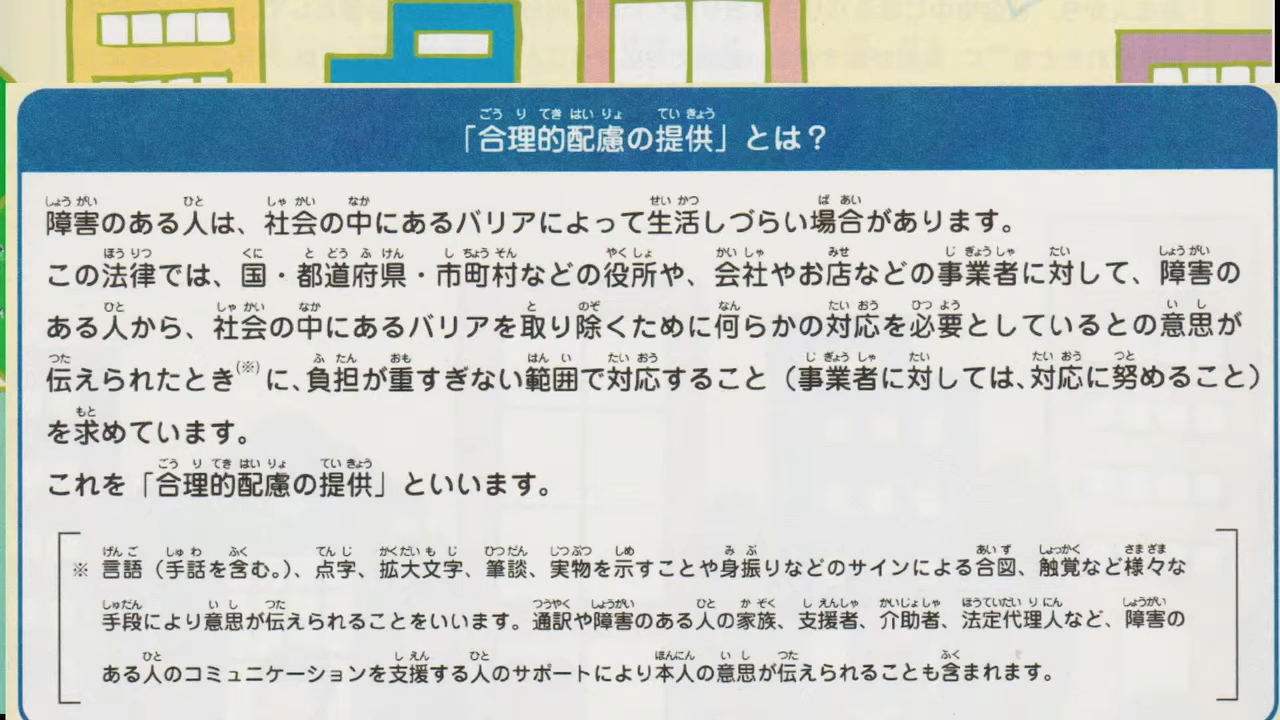 「合理的配慮の提供」とは？
障害のある人は、社会の中にあるバリアによって生活しづらい場合があります。
この法律では、国・都道府県・市町村などの役所や、会社やお店などの事業者に対して、障害の
ある人から、社会の中にあるバリアを取り除くために何らかの対応を必要としているとの意思が
伝えられたとき(※)に、負担が重すぎない範囲で対応すること（事業者に対しては、対応に努めること）
を求めています。
これを「合理的配慮の提供」といいます。
※ 言語（手話を含む。）、点字、拡大文字、筆談、実物を示すことや身振りなどのサインによる合図、触覚など様々な
手段により意思が伝えられることをいいます。通訳や障害のある人の家族、支援者、介助者、法定代理人など、障害の
ある人のコミュニケーションを支援する人のサポートにより本人の意思が伝えられることも含まれます。